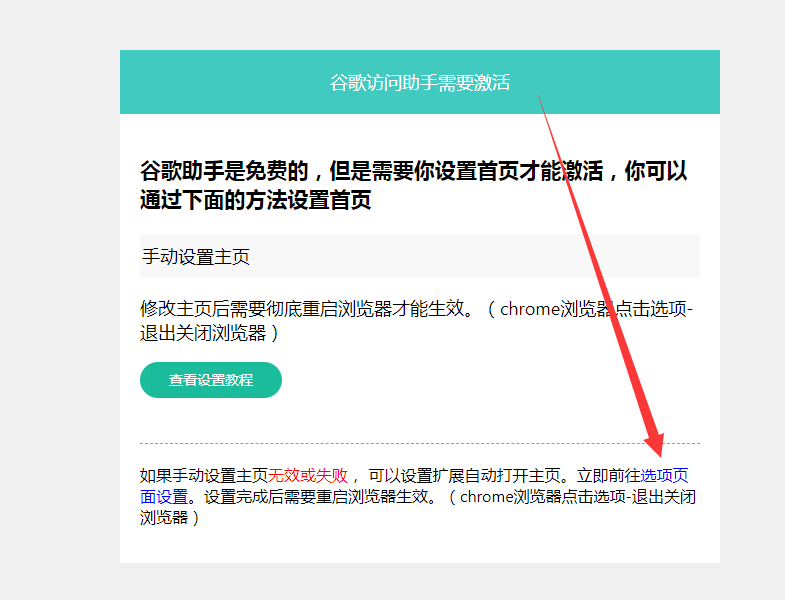 谷歌访问助手需要激活
谷歌助手是免费的，但是需要你设置首页才能激活，你可以
通过下面的方法设置首页
手动设置主页
修改主页后需要彻底重启浏览器才能生效。（chrome浏览器点击选项-
退出关闭浏览器）
查看设置教程
如果手动设置主页无效或失败， 可以设置扩展自动打开主页。立即前往选项页
面设置。设置完成后需要重启浏览器生效。（chrome浏览器点击选项-退出关闭
浏览器）